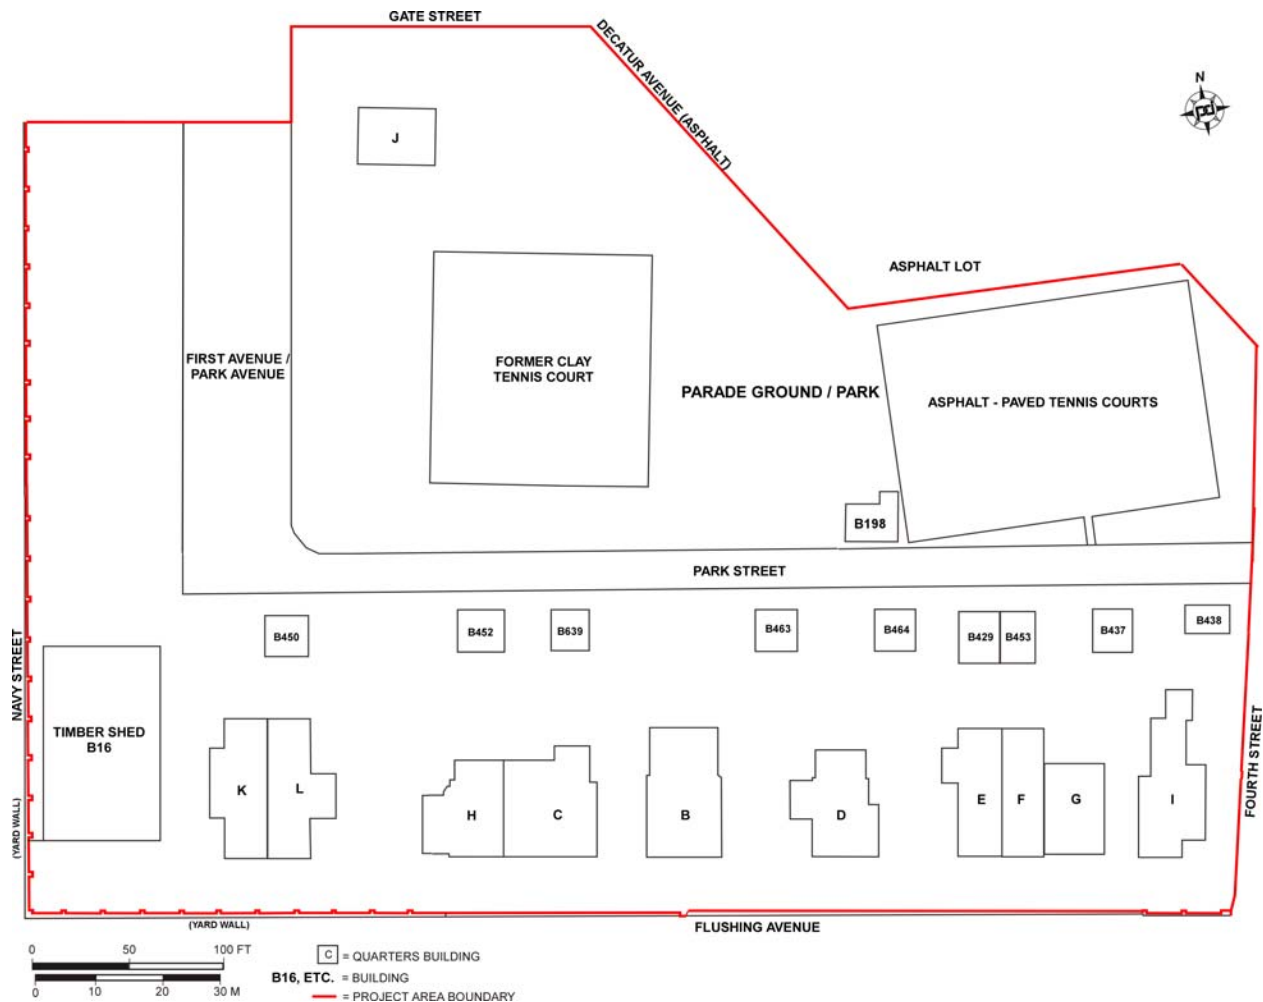 GATE STREET
DECATUR AVENUE (ASPHALT)
N
J
ASPHALT LOT
FIRST AVENUE /
PARK AVENUE
FORMER CLAY
TENNIS COURT
PARADE GROUND / PARK
ASPHALT - PAVED TENNIS COURTS
B198
PARK STREET
B450
B452
B639
B463
B464
B429
B453
B437
B438
NAVY STREET
TIMBER SHED
B16
K
L
H
C
B
D
E
F
G
I
FOURTH STREET
(YARD WALL)
(YARD WALL)
FLUSHING AVENUE
0 50 100 FT
0 10 20 30 M
C = QUARTERS BUILDING
B16, ETC. = BUILDING
= PROJECT AREA BOUNDARY